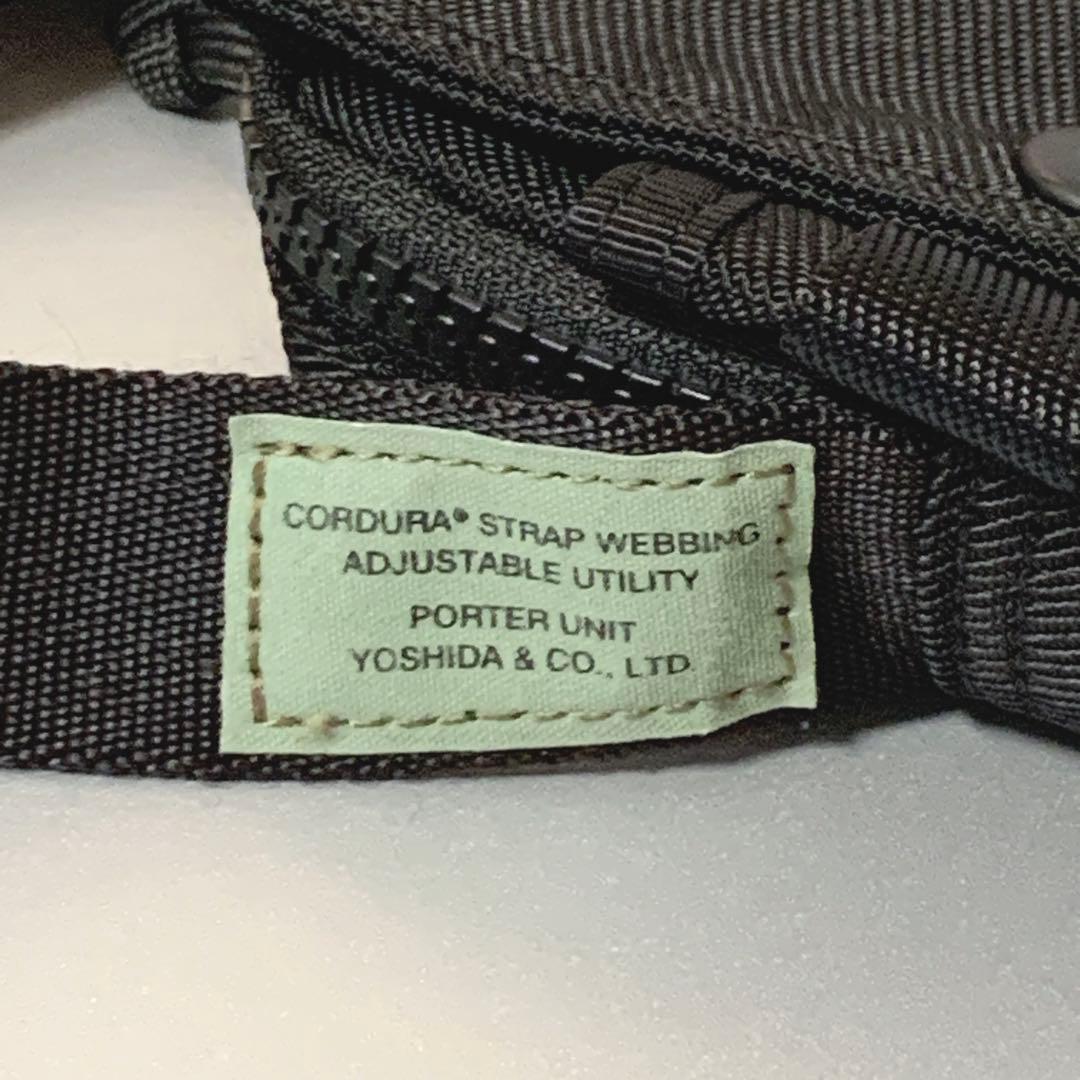 CORDURA® STRAP WEBBING
ADJUSTABLE UTILITY
PORTER UNIT
YOSHIDA & CO., LTD.